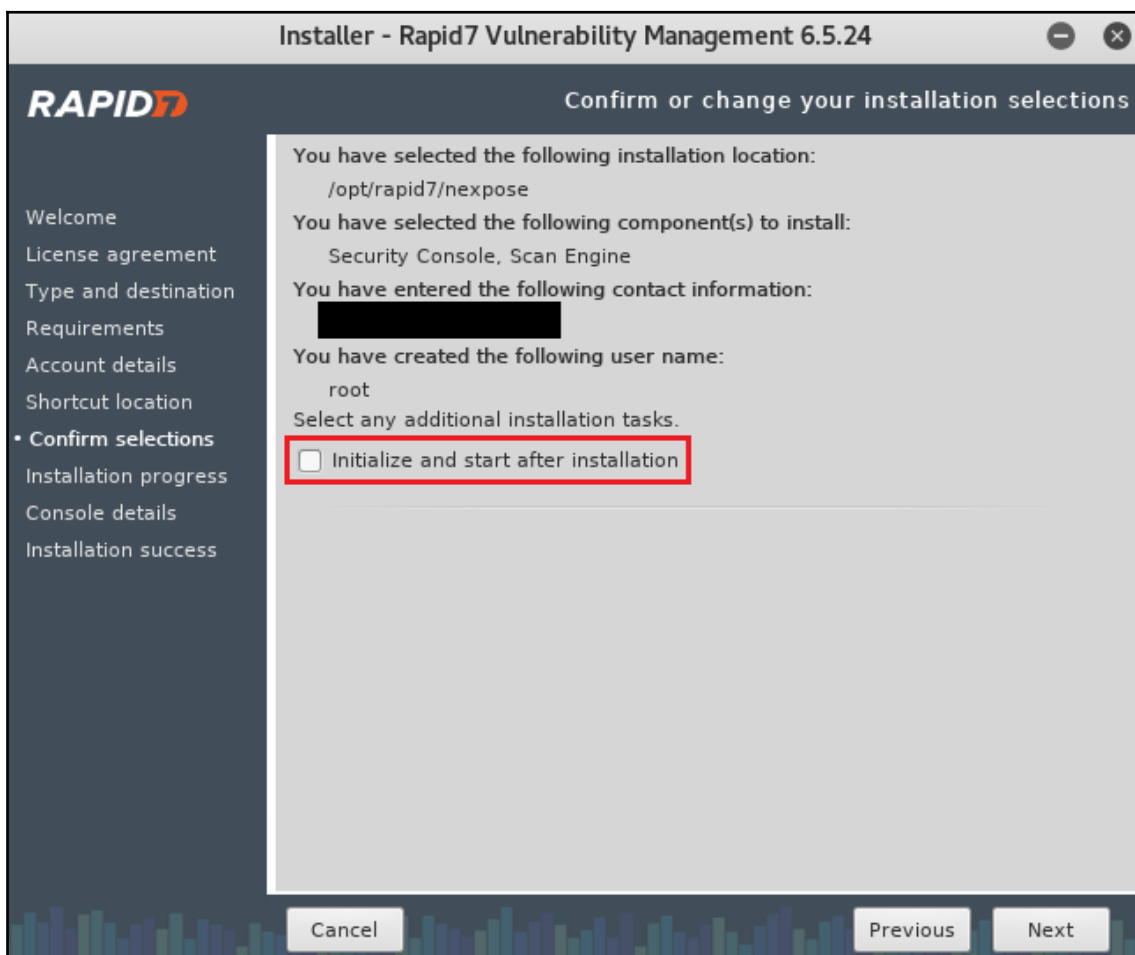 Installer - Rapid7 Vulnerability Management 6.5.24
RAPID7
Confirm or change your installation selections
Welcome
License agreement
Type and destination
Requirements
Account details
Shortcut location
• Confirm selections
Installation progress
Console details
Installation success
You have selected the following installation location:
/opt/rapid7/nexpose
You have selected the following component(s) to install:
Security Console, Scan Engine
You have entered the following contact information:
You have created the following user name:
root
Select any additional installation tasks.
Initialize and start after installation
Cancel
Previous
Next